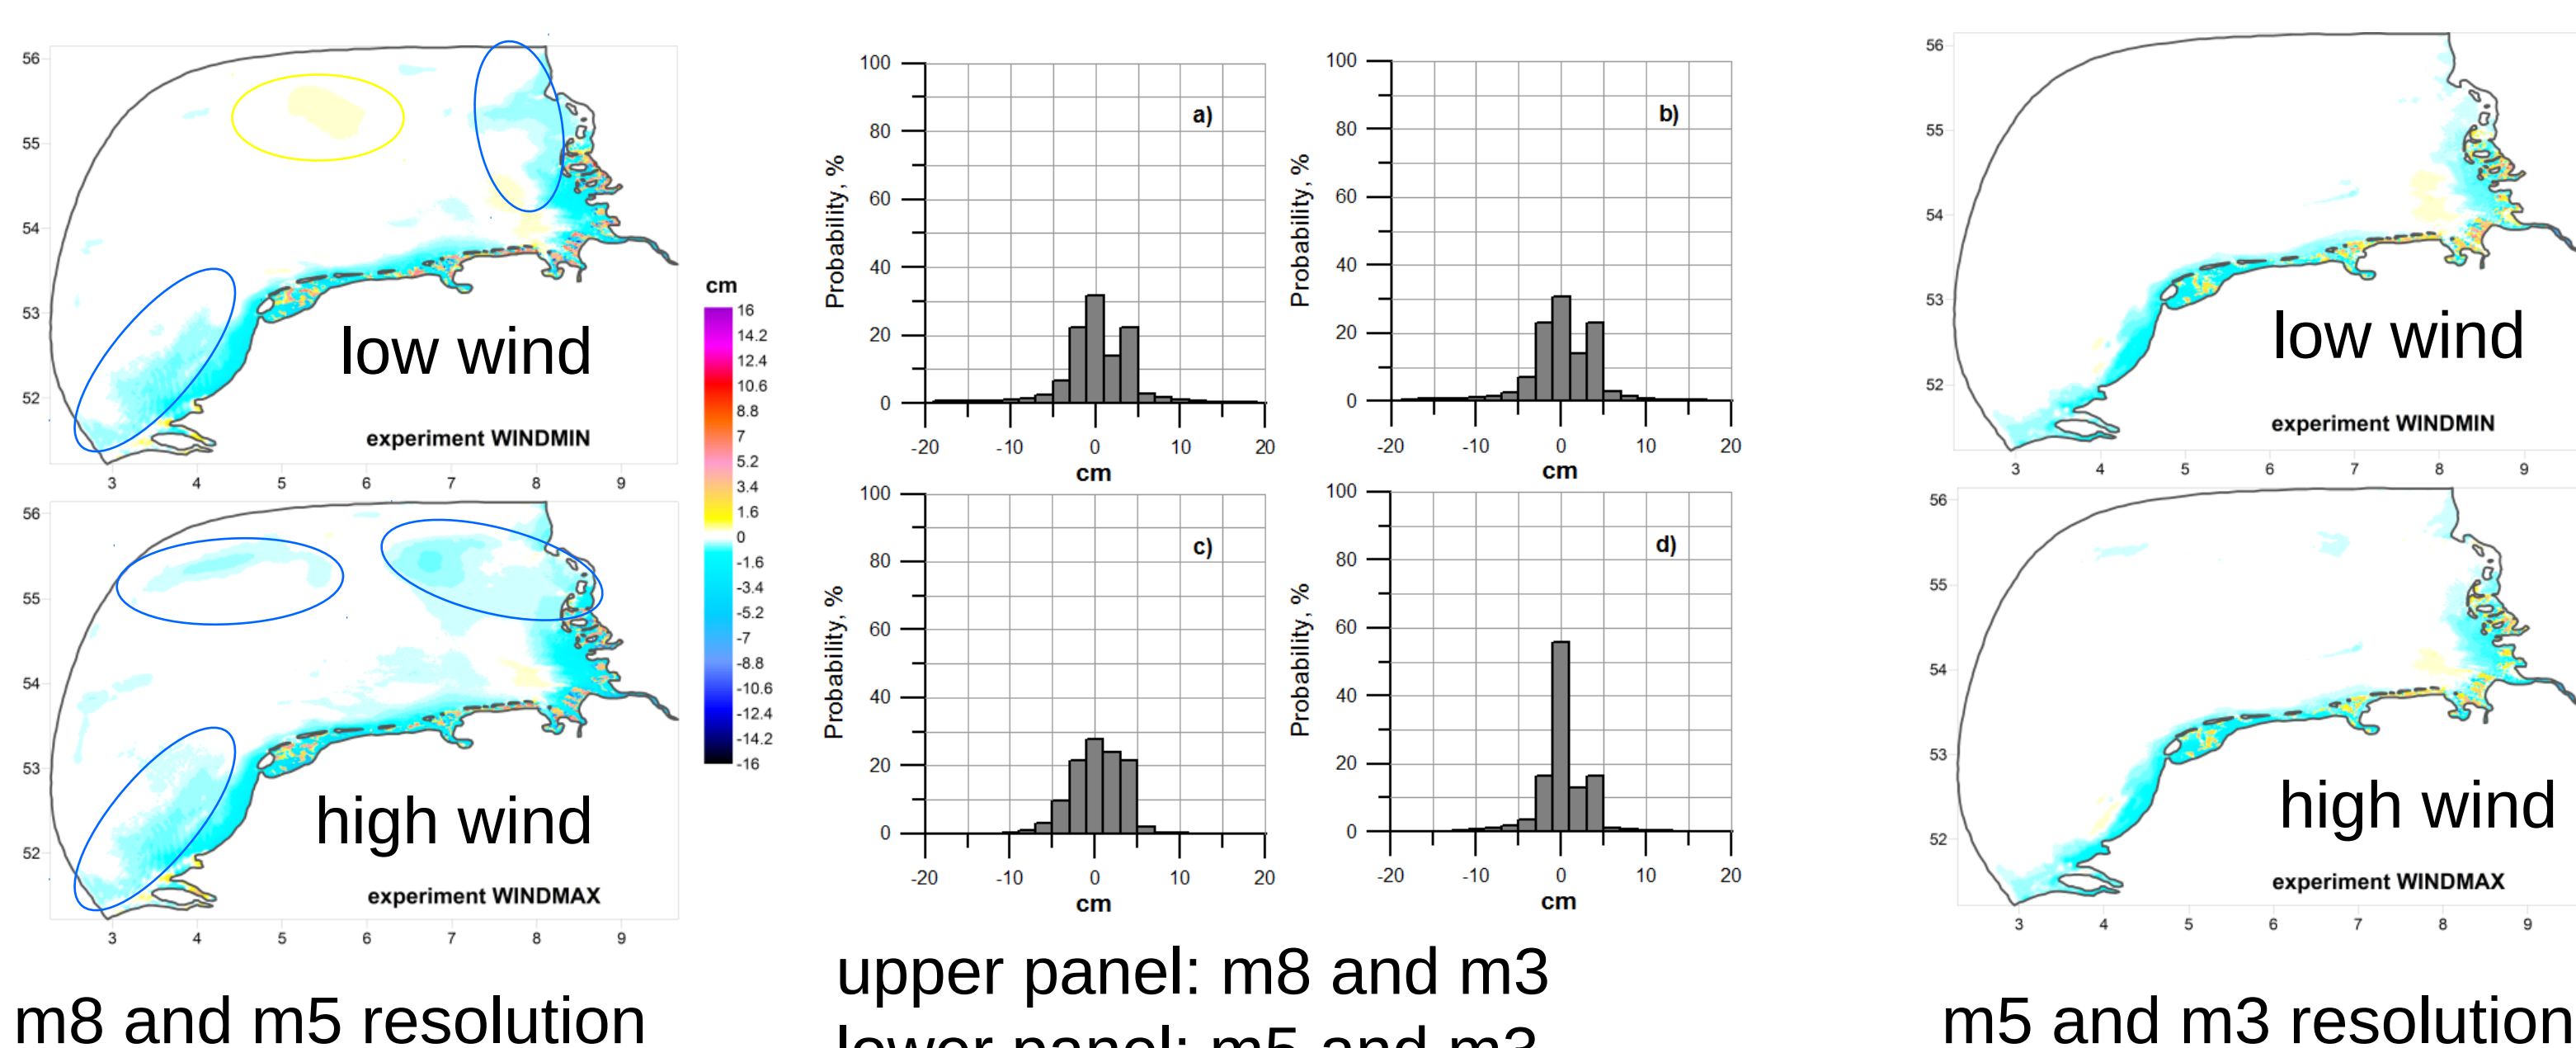 56
55
54
53
52
low wind
experiment WINDMIN
3 4 5 6 7 8 9
56
55
54
53
52
high wind
experiment WINDMAX
3 4 5 6 7 8 9
m8 and m5 resolution
cm
16
14.2
12.4
10.6
8.8
7
5.2
3.4
1.6
0
-1.6
-3.4
-5.2
-7
-8.8
-10.6
-12.4
-14.2
-16
a)
Probability, %
100
80
60
40
20
0
-20 -10 0 10 20
cm
b)
Probability, %
100
80
60
40
20
0
-20 -10 0 10 20
cm
c)
Probability, %
100
80
60
40
20
0
-20 -10 0 10 20
cm
d)
Probability, %
100
80
60
40
20
0
-20 -10 0 10 20
cm
upper panel: m8 and m3
lower panel: m5 and m3
56
55
54
53
52
low wind
experiment WINDMIN
3 4 5 6 7 8 9
56
55
54
53
52
high wind
experiment WINDMAX
3 4 5 6 7 8 9
m5 and m3 resolution